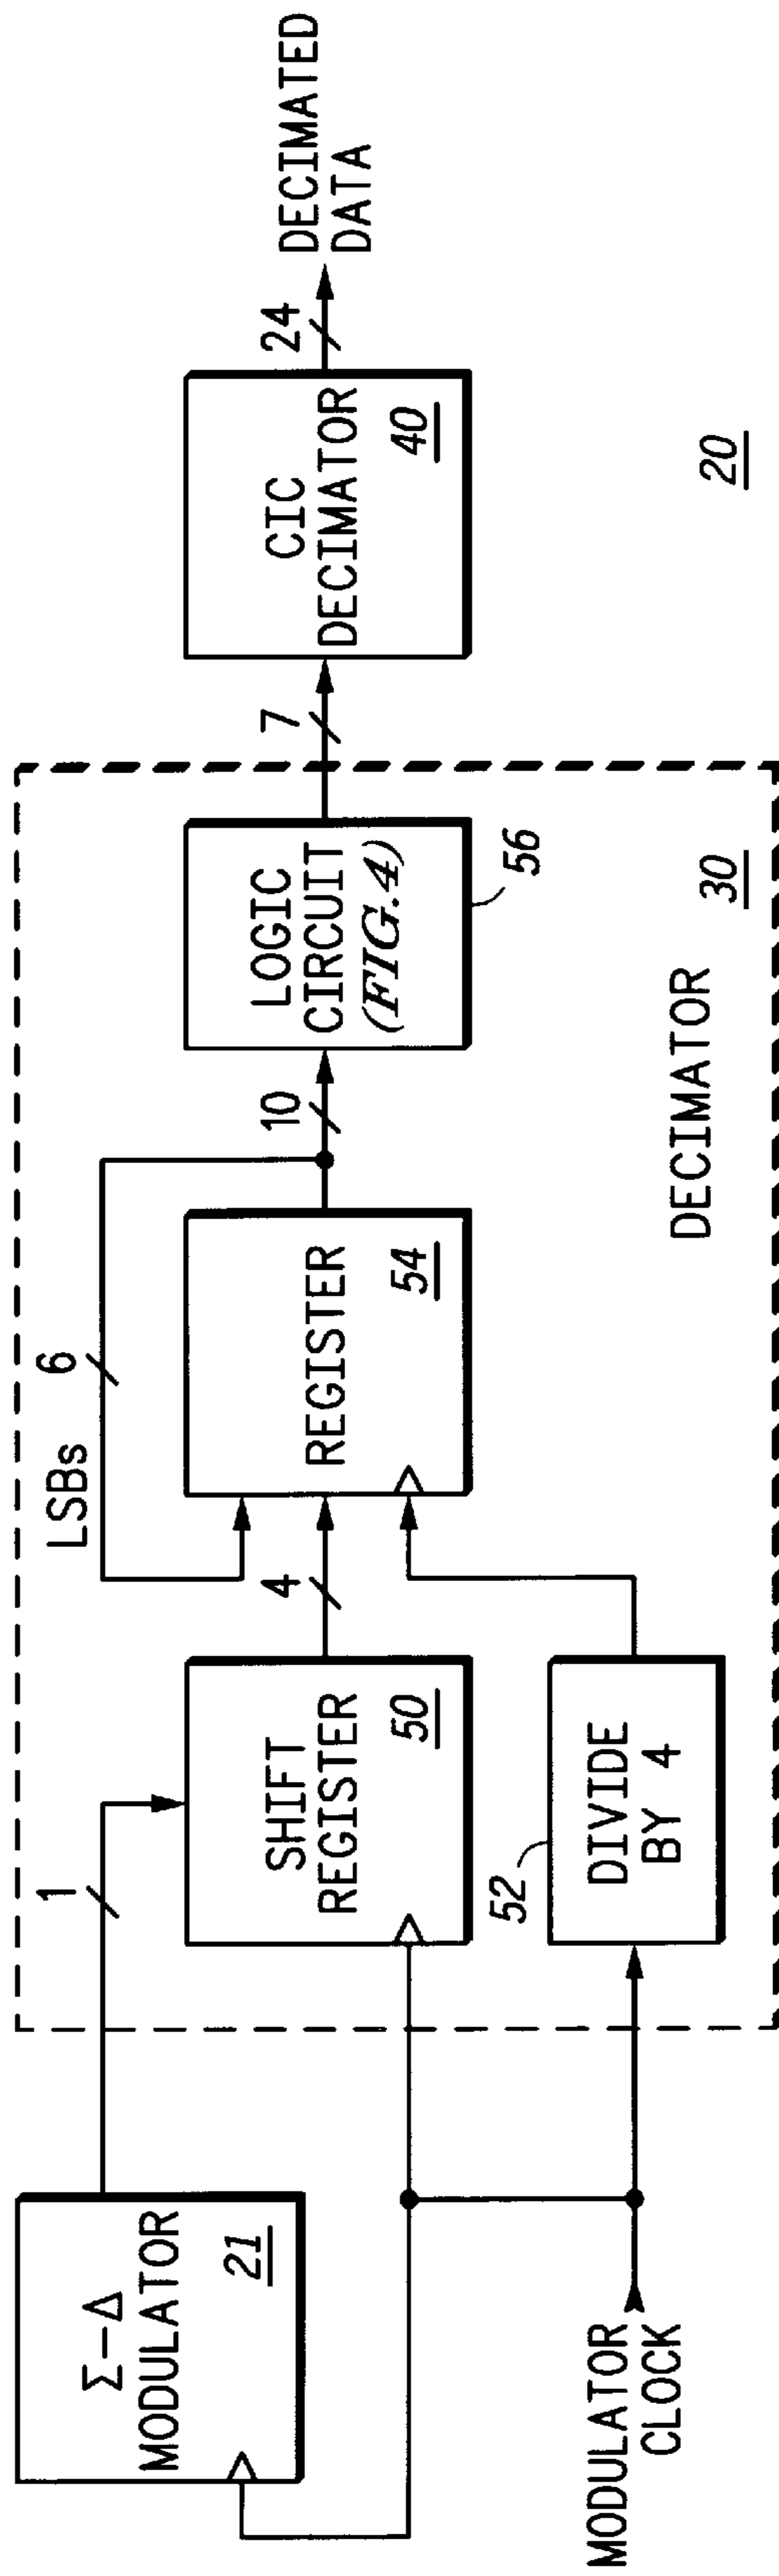 Σ–Δ
MODULATOR
21
MODULATOR
CLOCK
1
SHIFT
REGISTER
50
52
DIVIDE
BY 4
4
LSBs
6
REGISTER
54
10
LOGIC
CIRCUIT
(FIG.4)
56
DECIMATOR
30
7
CIC
DECIMATOR
40
24
DECIMATED
DATA
20